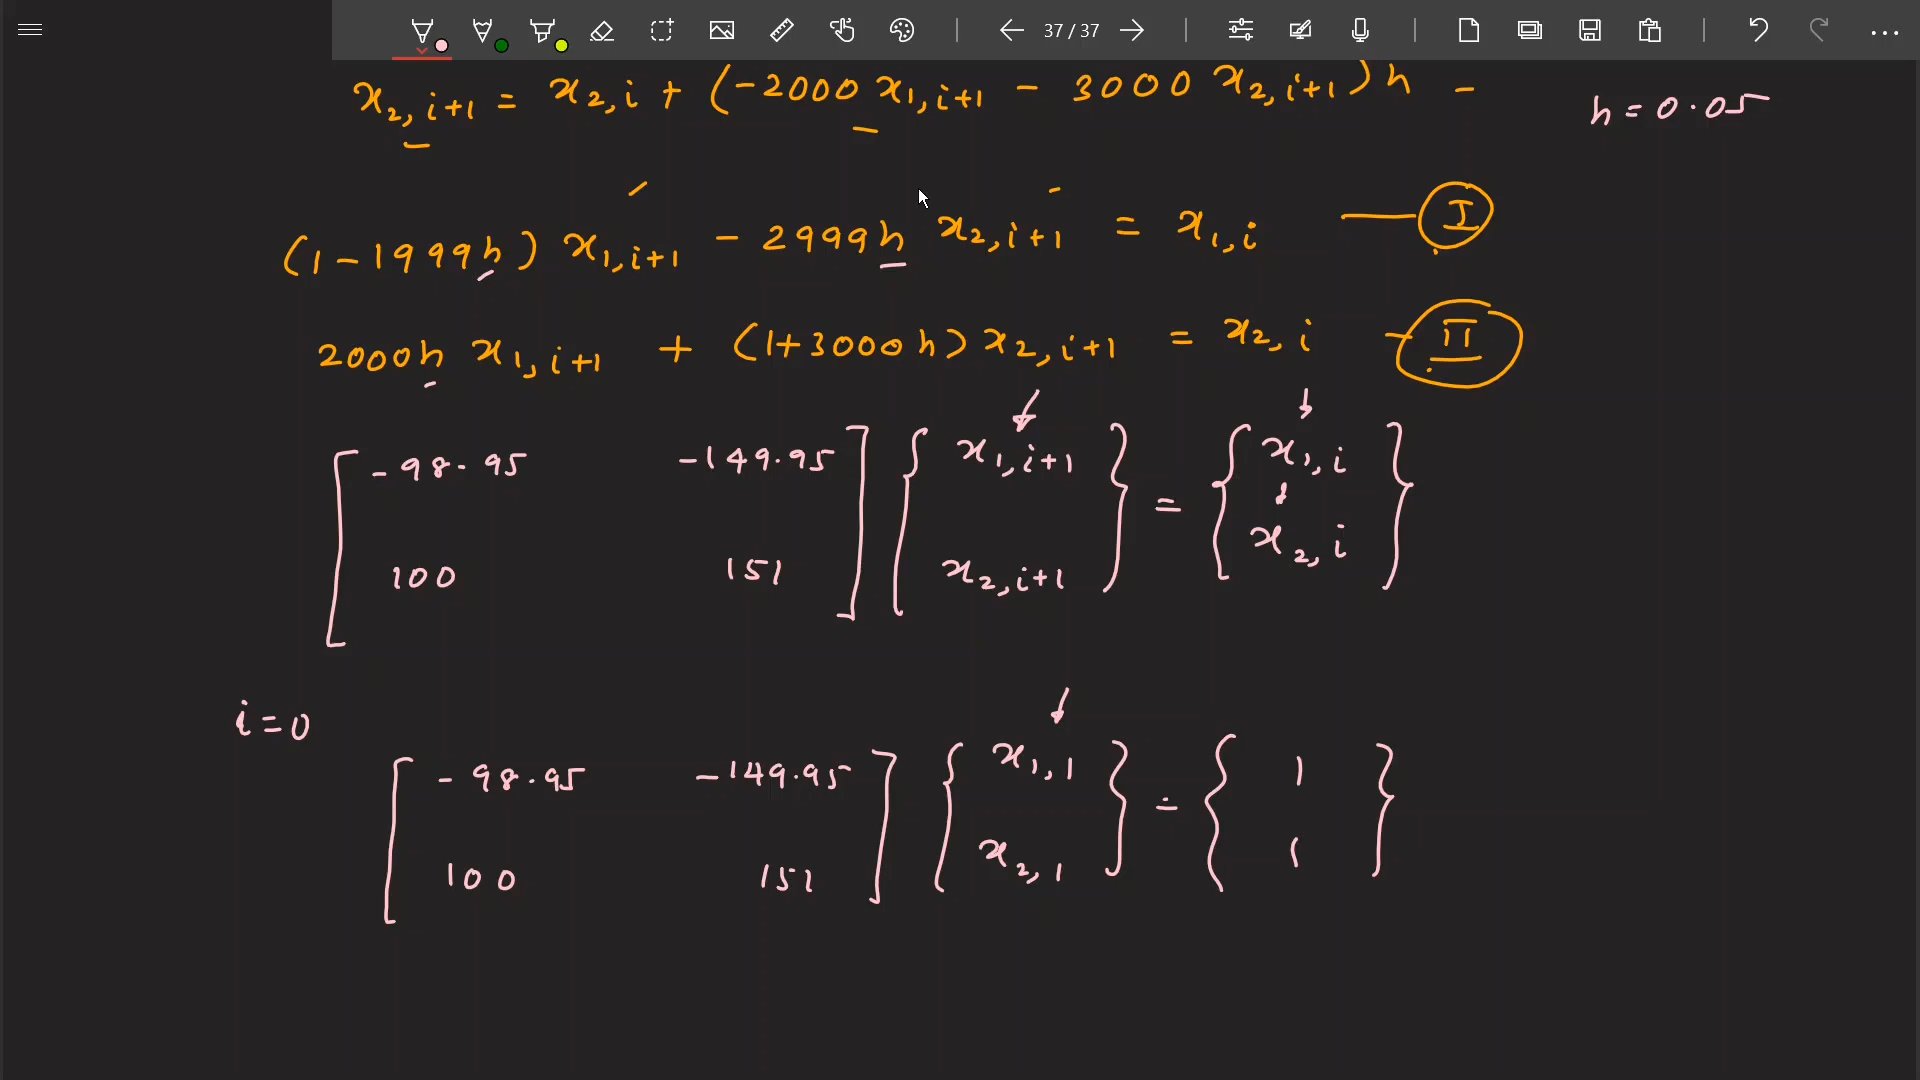 37 / 37
x₂,ᵢ₊₁ = x₂,ᵢ + (-2000 x₁,ᵢ₊₁ - 3000 x₂,ᵢ₊₁) h -
h = 0.05
(1 - 1999h) x₁,ᵢ₊₁ - 2999h x₂,ᵢ₊₁ = x₁,ᵢ — I
2000h x₁,ᵢ₊₁ + (1+3000h) x₂,ᵢ₊₁ = x₂,ᵢ - II
[ -98.95 -149.95 ] { x₁,ᵢ₊₁ } = { x₁,ᵢ }
[ 100 151 ] { x₂,ᵢ₊₁ } { x₂,ᵢ }
i = 0
[ -98.95 -149.95 ] { x₁,₁ } = { 1 }
[ 100 151 ] { x₂,₁ } { 1 }